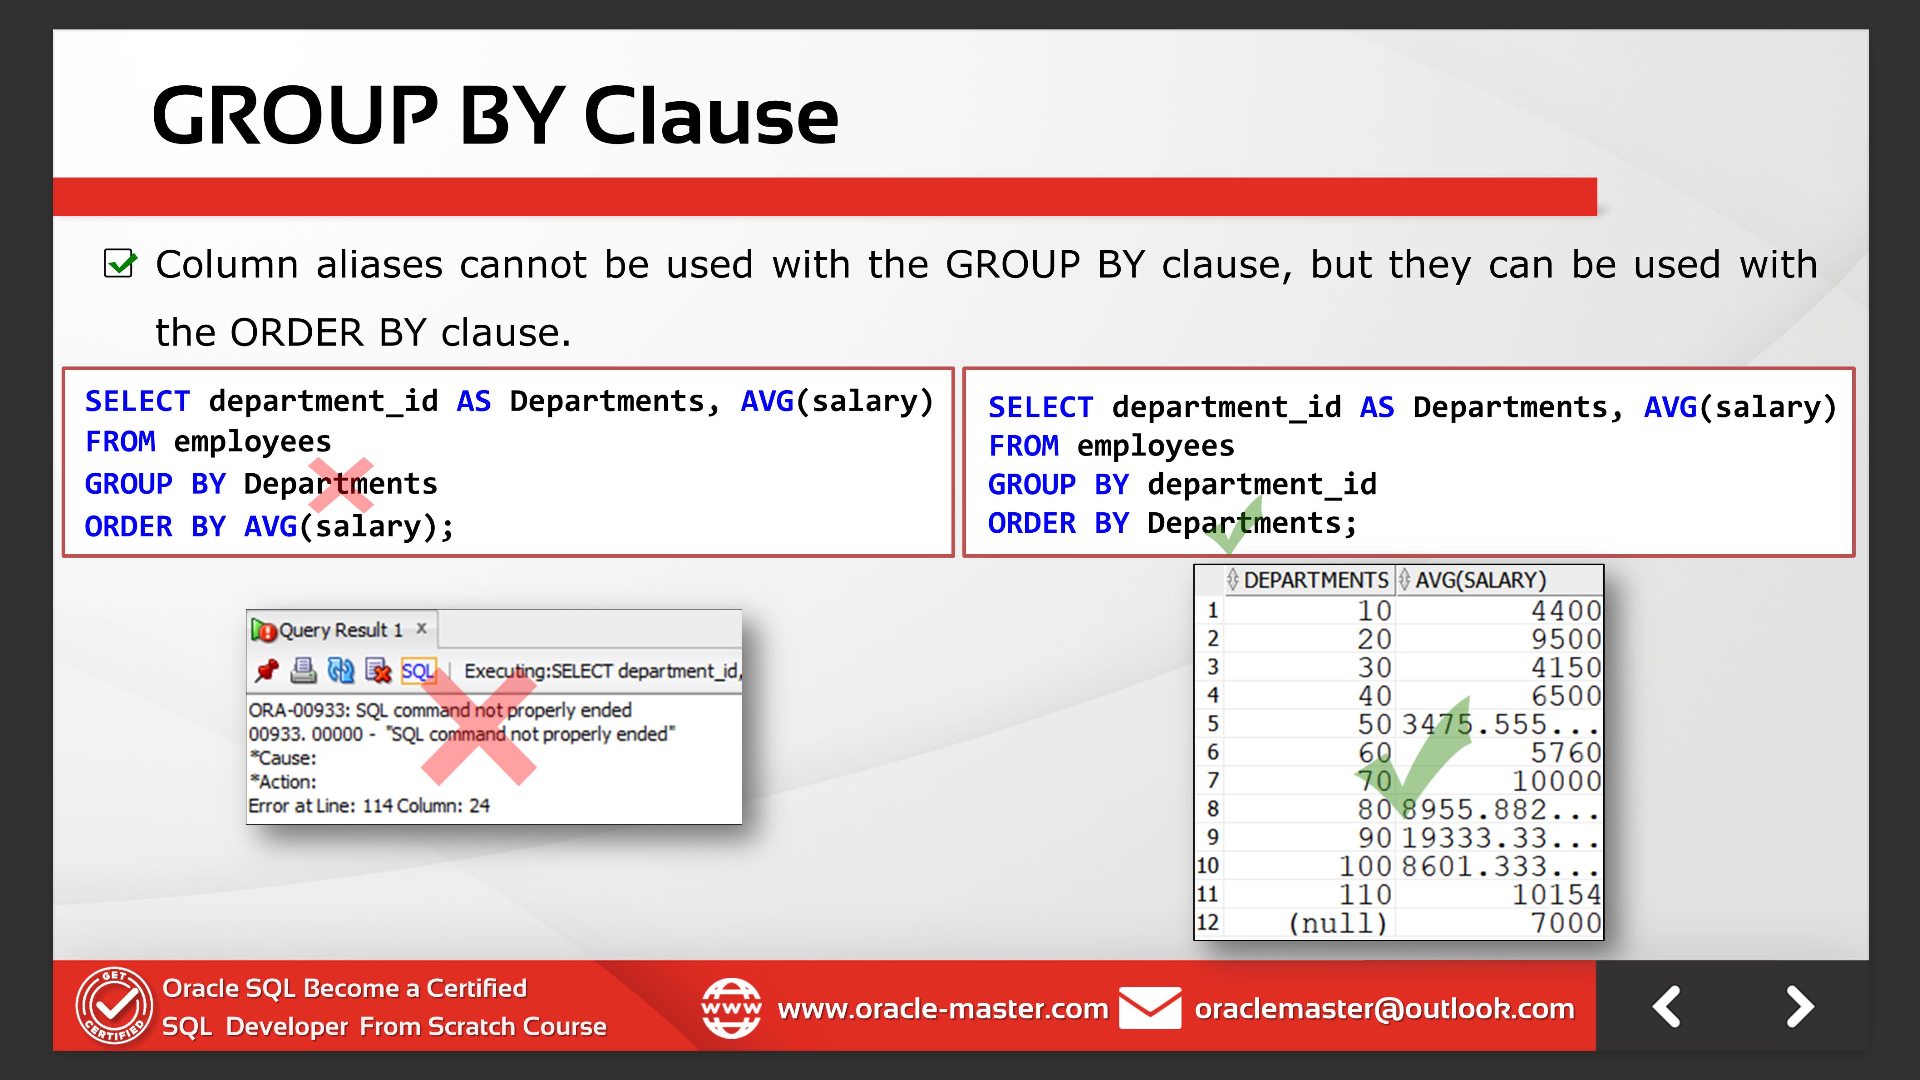 GROUP BY Clause
Column aliases cannot be used with the GROUP BY clause, but they can be used with
the ORDER BY clause.
SELECT department_id AS Departments, AVG(salary)
FROM employees
GROUP BY Departments
ORDER BY AVG(salary);
SELECT department_id AS Departments, AVG(salary)
FROM employees
GROUP BY department_id
ORDER BY Departments;
Query Result 1 x
SQL | Executing:SELECT department_id,
ORA-00933: SQL command not properly ended
00933. 00000 - "SQL command not properly ended"
*Cause:
*Action:
Error at Line: 114 Column: 24
DEPARTMENTS AVG(SALARY)
1 10 4400
2 20 9500
3 30 4150
4 40 6500
5 50 3475.555...
6 60 5760
7 70 10000
8 80 8955.882...
9 90 19333.33...
10 100 8601.333...
11 110 10154
12 (null) 7000
GET CERTIFIED
Oracle SQL Become a Certified
SQL Developer From Scratch Course
www
www.oracle-master.com
oraclemaster@outlook.com